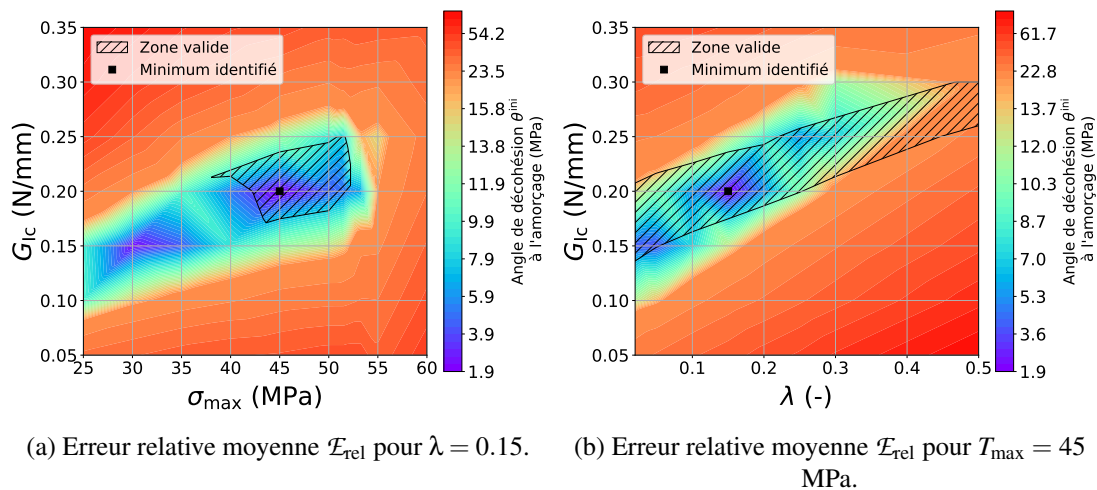 0.35
0.30
0.25
0.20
0.15
0.10
0.05
G_Ic (N/mm)
25 30 35 40 45 50 55 60
σ_max (MPa)
Zone valide
Minimum identifié
54.2
23.5
15.8
13.8
11.9
9.9
7.9
5.9
3.9
1.9
Angle de décohésion θ^ini
à l'amorçage (MPa)
(a) Erreur relative moyenne ℰ_rel pour λ = 0.15.
0.35
0.30
0.25
0.20
0.15
0.10
0.05
G_Ic (N/mm)
0.1 0.2 0.3 0.4 0.5
λ (-)
Zone valide
Minimum identifié
61.7
22.8
13.7
12.0
10.3
8.7
7.0
5.3
3.6
1.9
Angle de décohésion θ^ini
à l'amorçage (MPa)
(b) Erreur relative moyenne ℰ_rel pour T_max = 45
MPa.